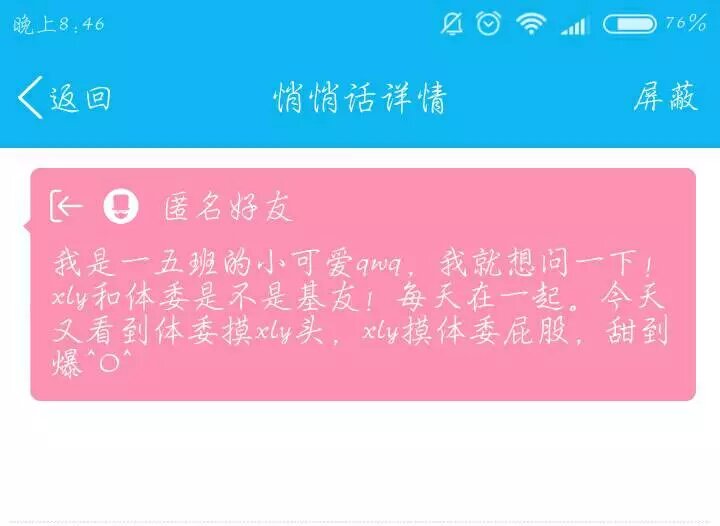 晚上8:46
76%
返回
悄悄话详情
屏蔽
匿名好友
我是一五班的小可爱qwq，我就想问一下！
xly和体委是不是基友！每天在一起。今天
又看到体委摸xly头，xly摸体委屁股，甜到
爆^O^